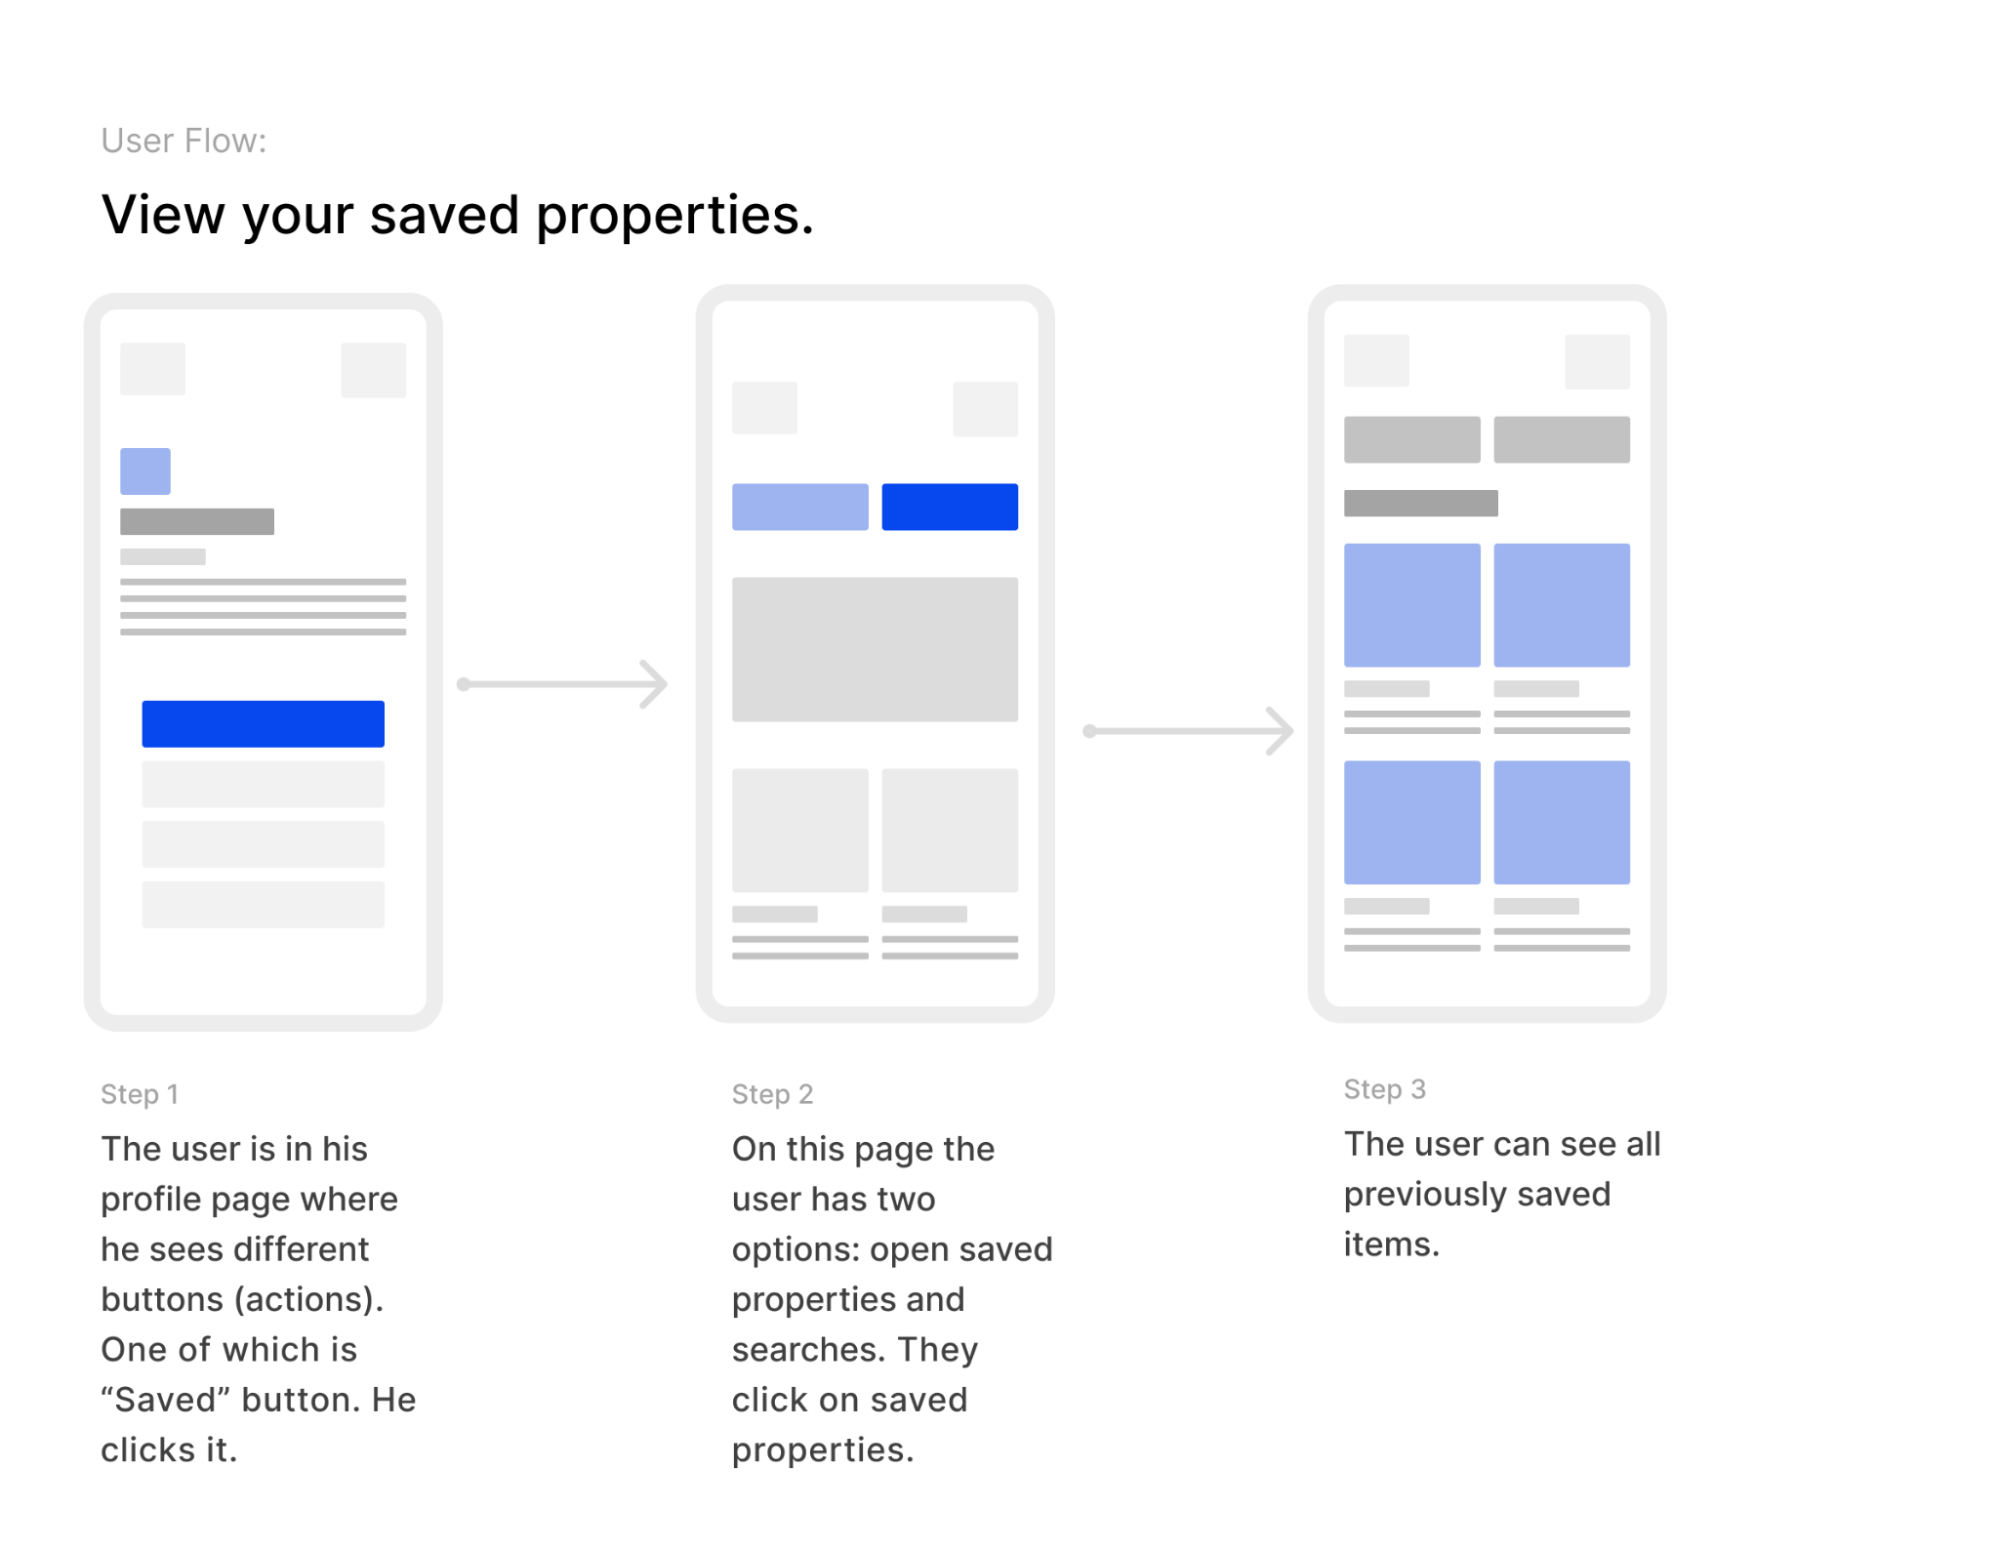 User Flow:
View your saved properties.
Step 1
The user is in his
profile page where
he sees different
buttons (actions).
One of which is
“Saved” button. He
clicks it.
Step 2
On this page the
user has two
options: open saved
properties and
searches. They
click on saved
properties.
Step 3
The user can see all
previously saved
items.